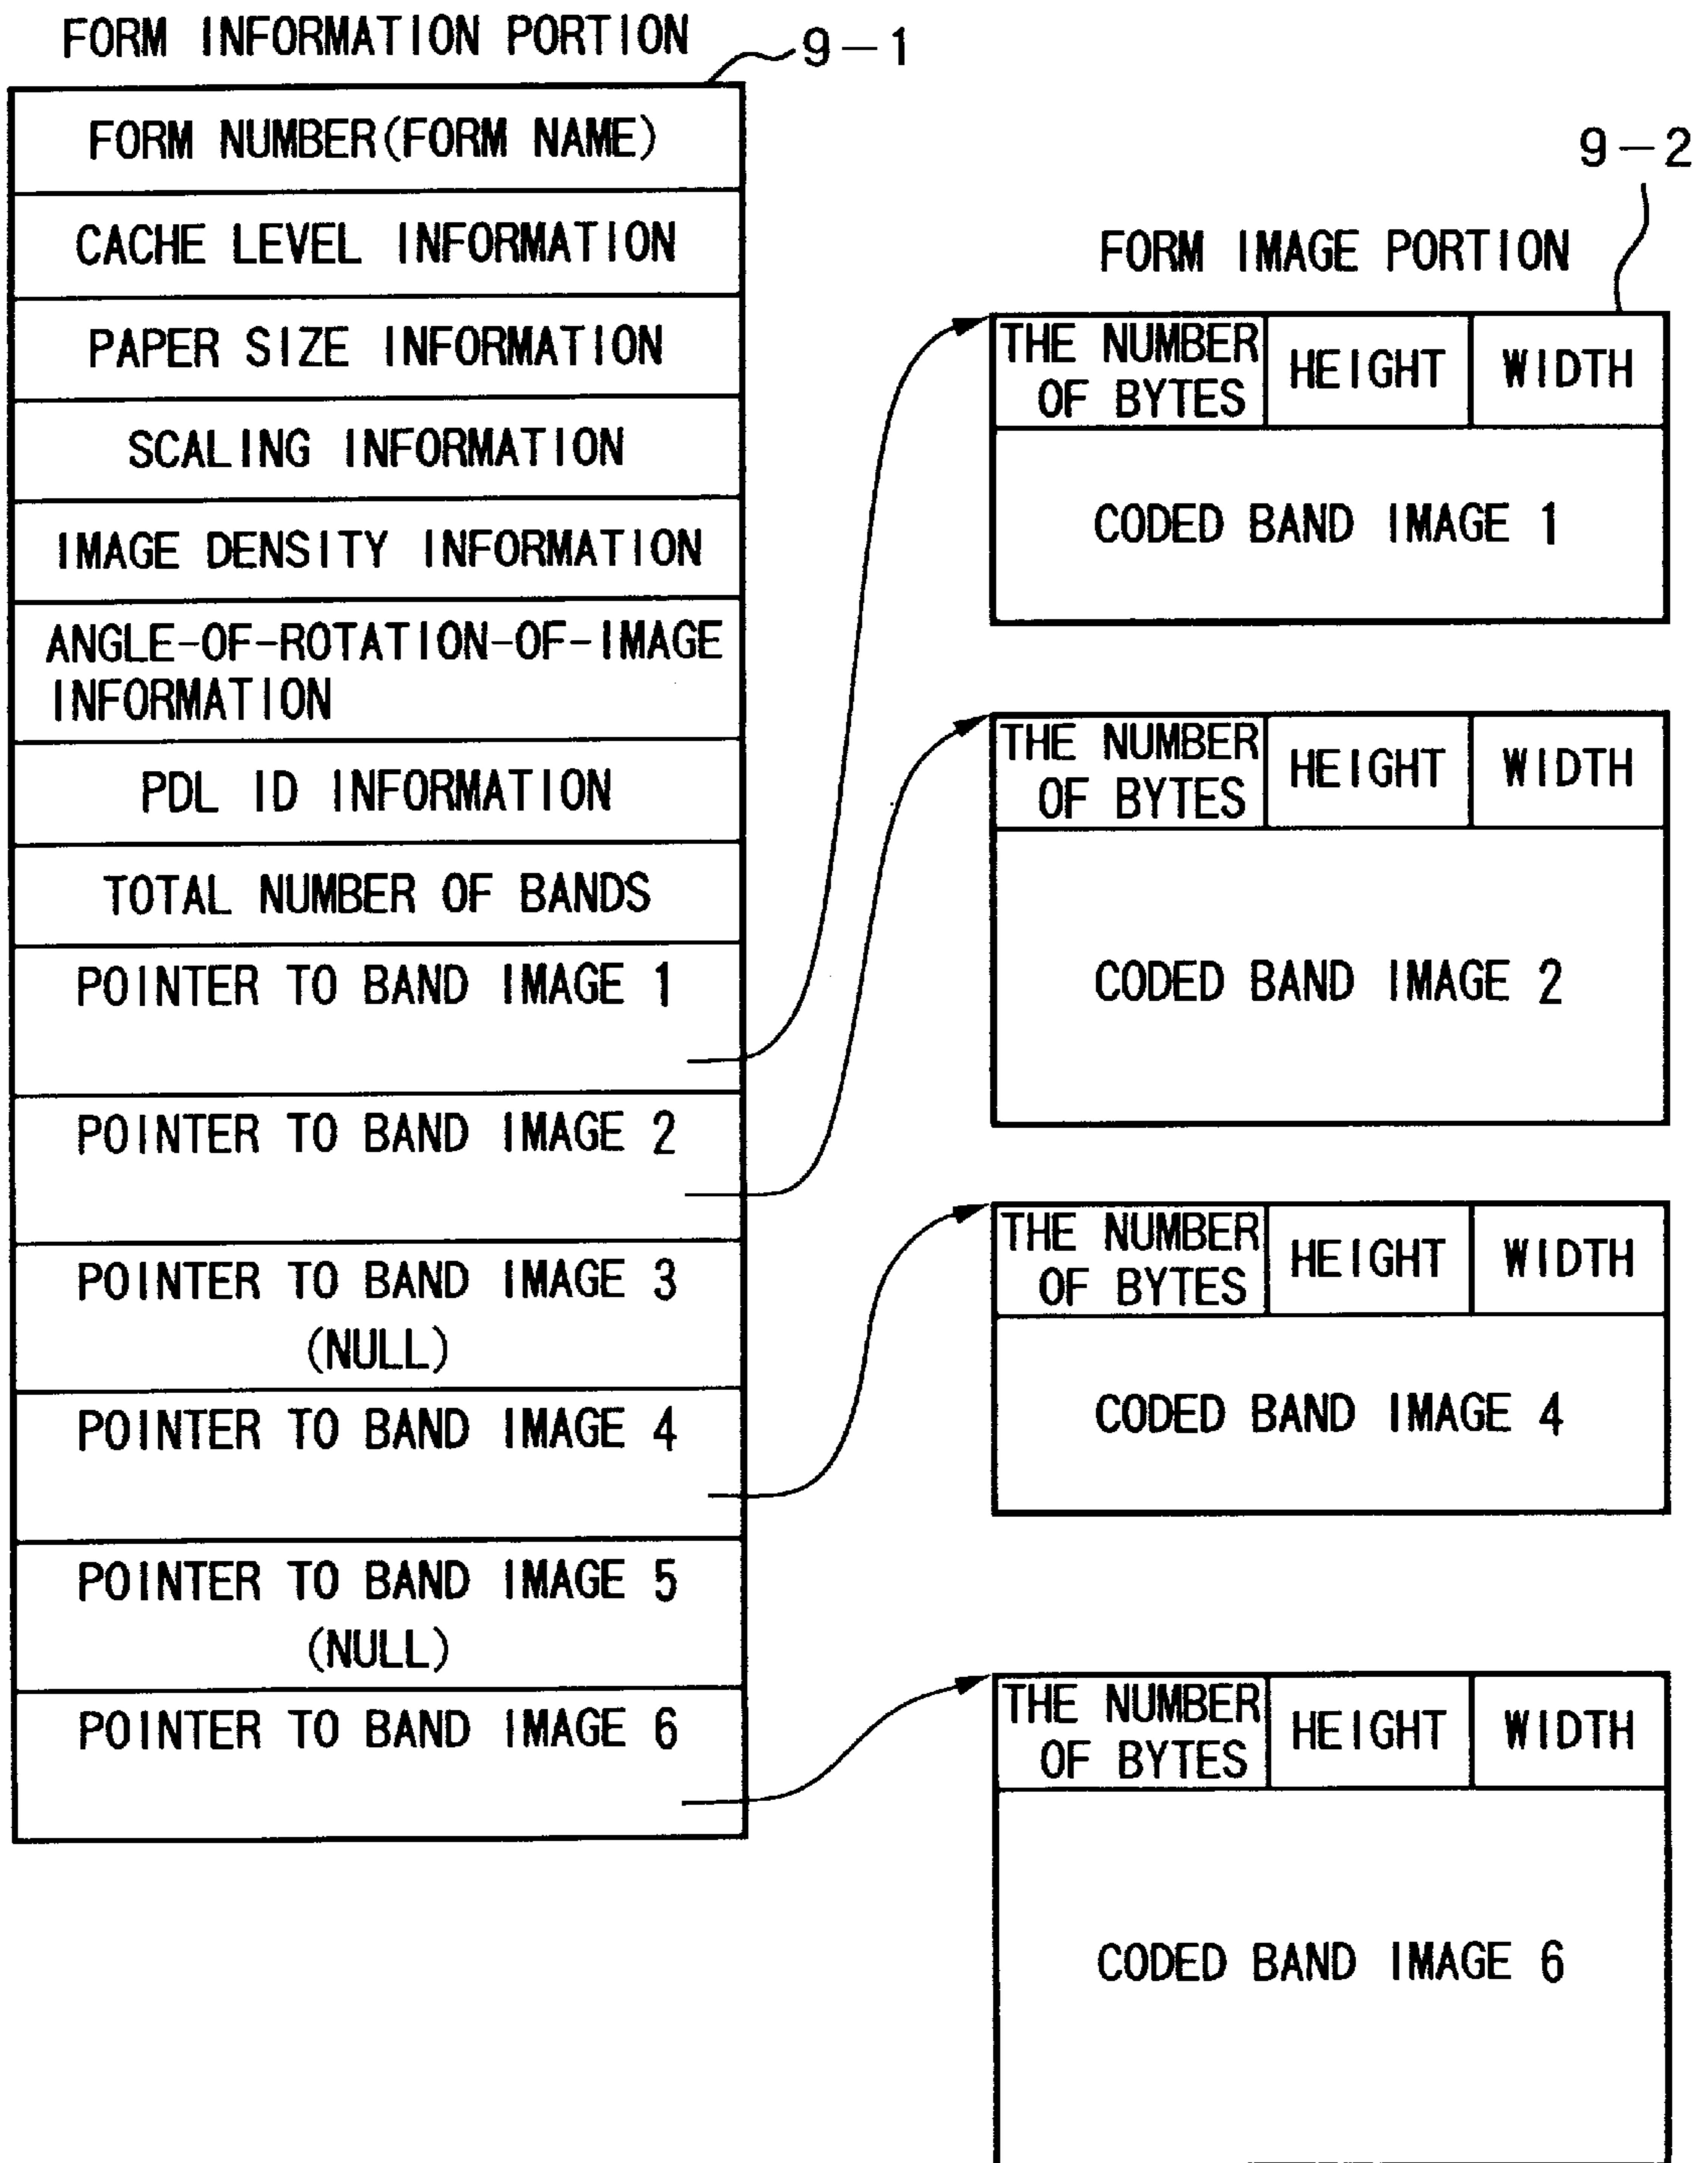 FORM INFORMATION PORTION
9-1
FORM NUMBER(FORM NAME)
CACHE LEVEL INFORMATION
PAPER SIZE INFORMATION
SCALING INFORMATION
IMAGE DENSITY INFORMATION
ANGLE-OF-ROTATION-OF-IMAGE
INFORMATION
PDL ID INFORMATION
TOTAL NUMBER OF BANDS
POINTER TO BAND IMAGE 1
POINTER TO BAND IMAGE 2
POINTER TO BAND IMAGE 3
(NULL)
POINTER TO BAND IMAGE 4
POINTER TO BAND IMAGE 5
(NULL)
POINTER TO BAND IMAGE 6
9-2
FORM IMAGE PORTION
THE NUMBER
OF BYTES
HEIGHT
WIDTH
CODED BAND IMAGE 1
THE NUMBER
OF BYTES
HEIGHT
WIDTH
CODED BAND IMAGE 2
THE NUMBER
OF BYTES
HEIGHT
WIDTH
CODED BAND IMAGE 4
THE NUMBER
OF BYTES
HEIGHT
WIDTH
CODED BAND IMAGE 6